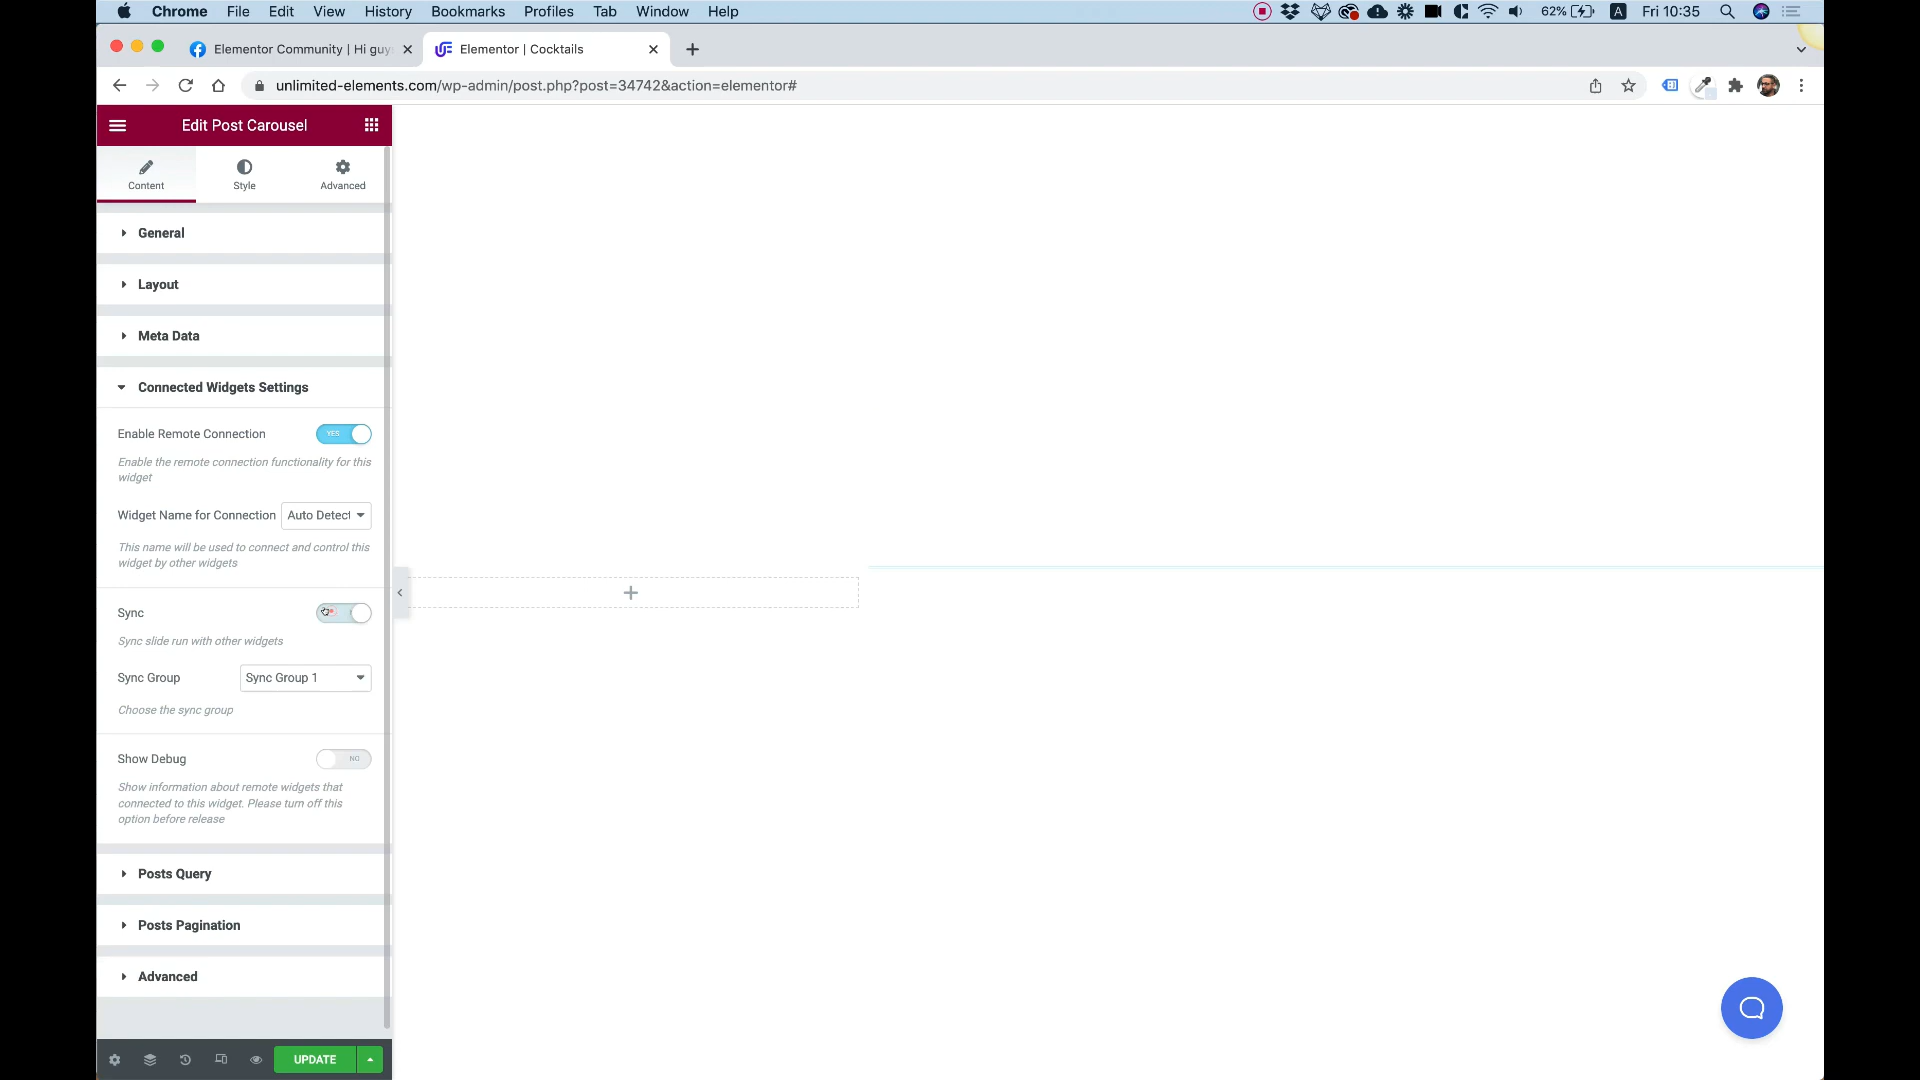 Chrome File Edit View History Bookmarks Profiles Tab Window Help 62% A Fri 10:35
Elementor Community | Hi guy
Elementor | Cocktails
unlimited-elements.com/wp-admin/post.php?post=34742&action=elementor#
Edit Post Carousel
Content Style Advanced
General
Layout
Meta Data
Connected Widgets Settings
Enable Remote Connection YES
Enable the remote connection functionality for this
widget
Widget Name for Connection Auto Detect
This name will be used to connect and control this
widget by other widgets
Sync
Sync slide run with other widgets
Sync Group Sync Group 1
Choose the sync group
Show Debug NO
Show information about remote widgets that
connected to this widget. Please turn off this
option before release
Posts Query
Posts Pagination
Advanced
UPDATE